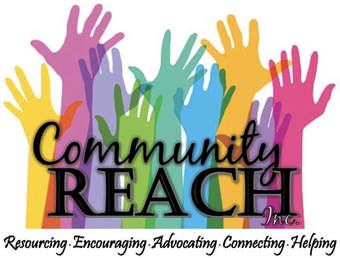 Community
REACH
Inc.
Resourcing · Encouraging · Advocating · Connecting · Helping